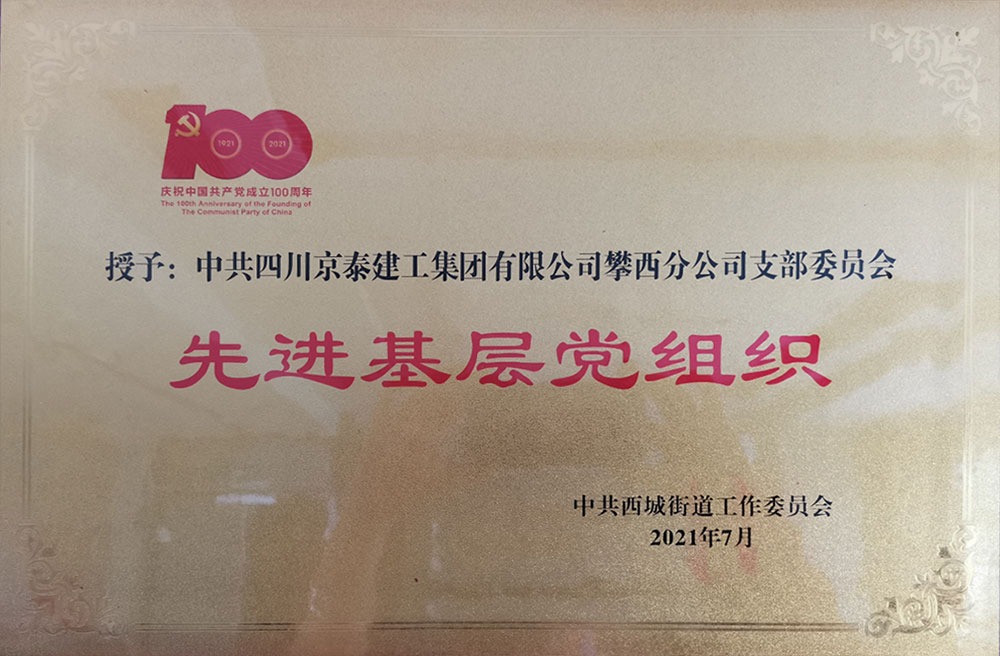 100
1921 2021
庆祝中国共产党成立100周年
The 100th Anniversary of the Founding of
The Communist Party of China
授予：中共四川京泰建工集团有限公司攀西分公司支部委员会
先进基层党组织
中共西城街道工作委员会
2021年7月